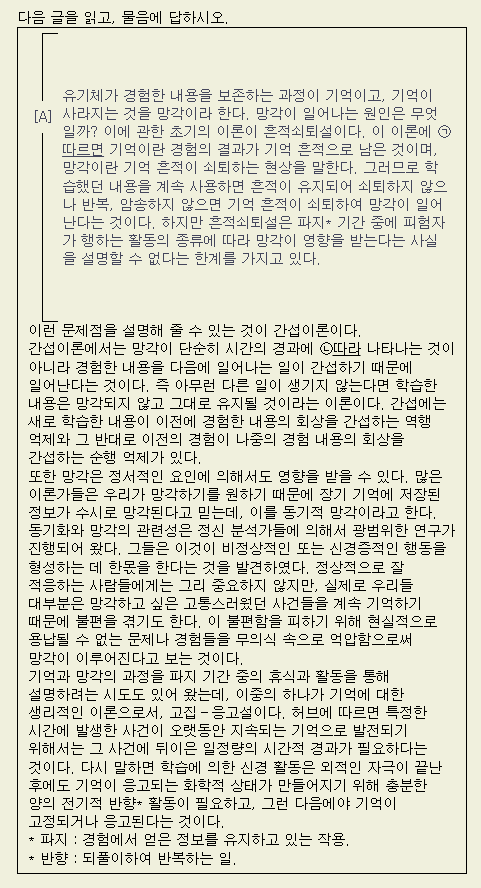 다음 글을 읽고, 물음에 답하시오.
유기체가 경험한 내용을 보존하는 과정이 기억이고, 기억이
[A] 사라지는 것을 망각이라 한다. 망각이 일어나는 원인은 무엇
일까? 이에 관한 초기의 이론이 흔적쇠퇴설이다. 이 이론에 ㉠
따르면 기억이란 경험의 결과가 기억 흔적으로 남은 것이며,
망각이란 기억 흔적이 쇠퇴하는 현상을 말한다. 그러므로 학
습했던 내용을 계속 사용하면 흔적이 유지되어 쇠퇴하지 않으
나 반복, 암송하지 않으면 기억 흔적이 쇠퇴하여 망각이 일어
난다는 것이다. 하지만 흔적쇠퇴설은 파지* 기간 중에 피험자
가 행하는 활동의 종류에 따라 망각이 영향을 받는다는 사실
을 설명할 수 없다는 한계를 가지고 있다.
이런 문제점을 설명해 줄 수 있는 것이 간섭이론이다.
간섭이론에서는 망각이 단순히 시간의 경과에 ㉡따라 나타나는 것이
아니라 경험한 내용을 다음에 일어나는 일이 간섭하기 때문에
일어난다는 것이다. 즉 아무런 다른 일이 생기지 않는다면 학습한
내용은 망각되지 않고 그대로 유지될 것이라는 이론이다. 간섭에는
새로 학습한 내용이 이전에 경험한 내용의 회상을 간섭하는 역행
억제와 그 반대로 이전의 경험이 나중의 경험 내용의 회상을
간섭하는 순행 억제가 있다.
또한 망각은 정서적인 요인에 의해서도 영향을 받을 수 있다. 많은
이론가들은 우리가 망각하기를 원하기 때문에 장기 기억에 저장된
정보가 수시로 망각된다고 믿는데, 이를 동기적 망각이라고 한다.
동기화와 망각의 관련성은 정신 분석가들에 의해서 광범위한 연구가
진행되어 왔다. 그들은 이것이 비정상적인 또는 신경증적인 행동을
형성하는 데 한몫을 한다는 것을 발견하였다. 정상적으로 잘
적응하는 사람들에게는 그리 중요하지 않지만, 실제로 우리들
대부분은 망각하고 싶은 고통스러웠던 사건들을 계속 기억하기
때문에 불편을 겪기도 한다. 이 불편함을 피하기 위해 현실적으로
용납될 수 없는 문제나 경험들을 무의식 속으로 억압함으로써
망각이 이루어진다고 보는 것이다.
기억과 망각의 과정을 파지 기간 중의 휴식과 활동을 통해
설명하려는 시도도 있어 왔는데, 이중의 하나가 기억에 대한
생리적인 이론으로서, 고집－응고설이다. 허브에 따르면 특정한
시간에 발생한 사건이 오랫동안 지속되는 기억으로 발전되기
위해서는 그 사건에 뒤이은 일정량의 시간적 경과가 필요하다는
것이다. 다시 말하면 학습에 의한 신경 활동은 외적인 자극이 끝난
후에도 기억이 응고되는 화학적 상태가 만들어지기 위해 충분한
양의 전기적 반향* 활동이 필요하고, 그런 다음에야 기억이
고정되거나 응고된다는 것이다.
* 파지 : 경험에서 얻은 정보를 유지하고 있는 작용.
* 반향 : 되풀이하여 반복하는 일.